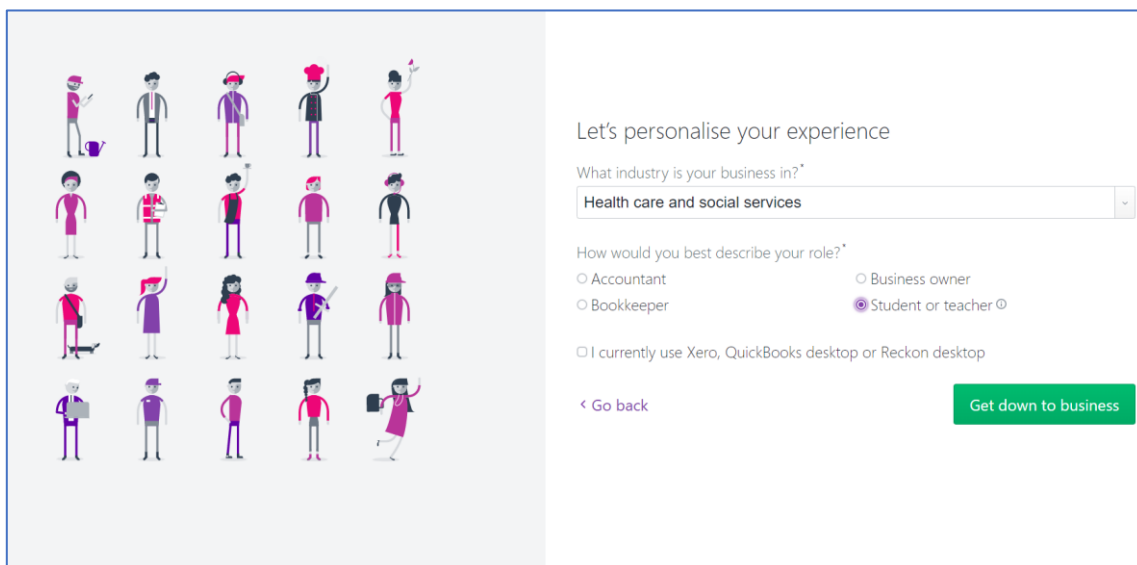 Let's personalise your experience
What industry is your business in?*
Health care and social services
How would you best describe your role?*
Accountant
Business owner
Bookkeeper
Student or teacher
I currently use Xero, QuickBooks desktop or Reckon desktop
< Go back
Get down to business